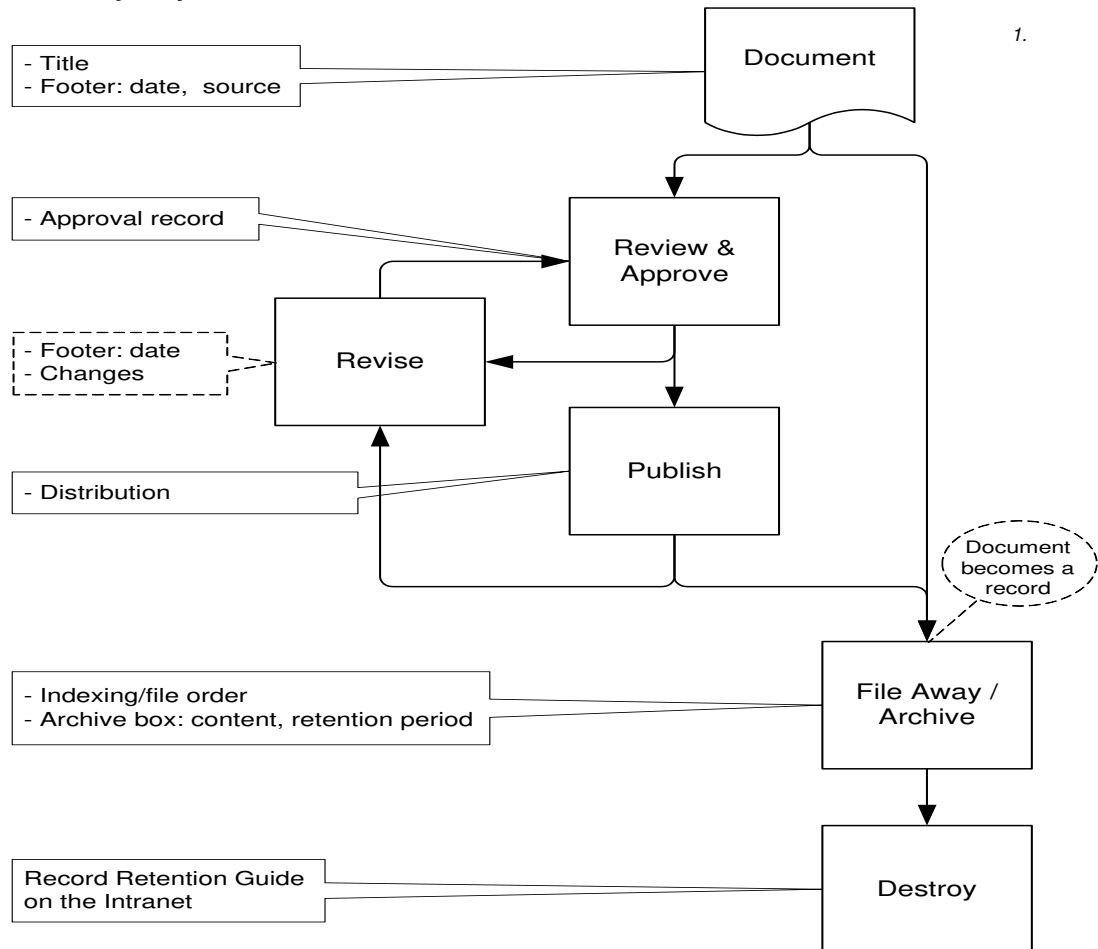 Document
1.
- Title
- Footer: date, source
- Approval record
Review &
Approve
- Footer: date
- Changes
Revise
- Distribution
Publish
Document
becomes a
record
- Indexing/file order
- Archive box: content, retention period
File Away /
Archive
Record Retention Guide
on the Intranet
Destroy